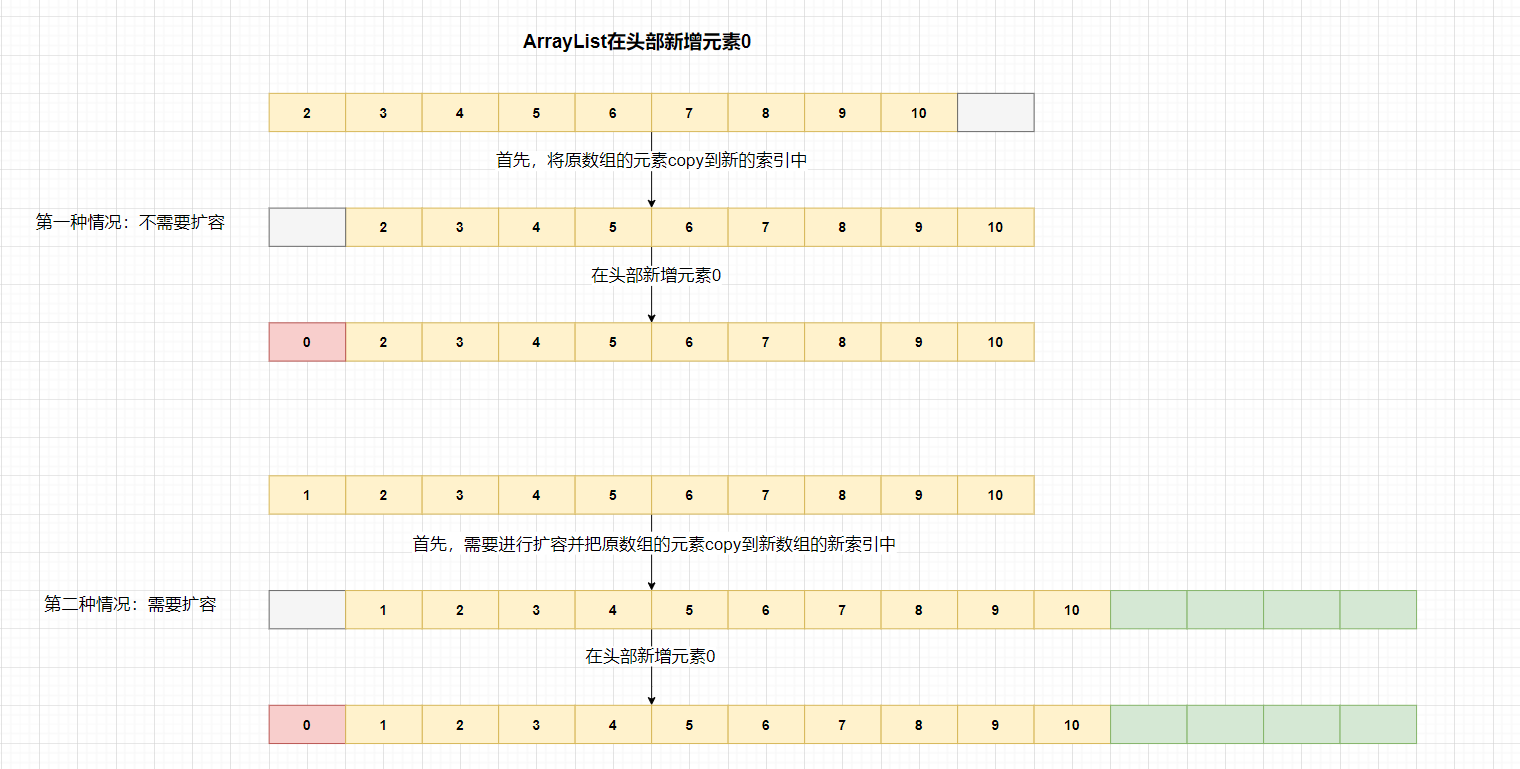 ArrayList在头部新增元素0
2 3 4 5 6 7 8 9 10
首先，将原数组的元素copy到新的索引中
第一种情况：不需要扩容
2 3 4 5 6 7 8 9 10
在头部新增元素0
0 2 3 4 5 6 7 8 9 10
1 2 3 4 5 6 7 8 9 10
首先，需要进行扩容并把原数组的元素copy到新数组的新索引中
第二种情况：需要扩容
1 2 3 4 5 6 7 8 9 10
在头部新增元素0
0 1 2 3 4 5 6 7 8 9 10